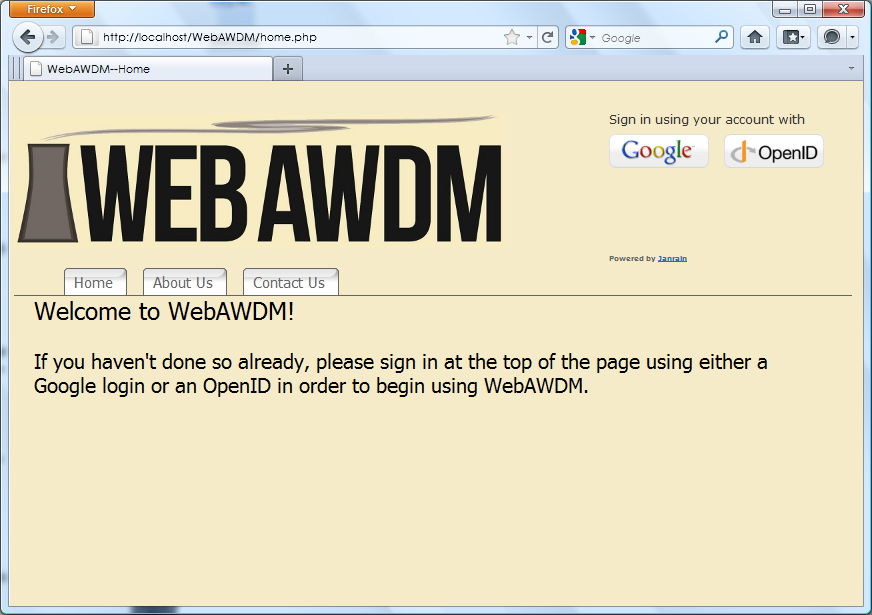 Firefox
http://localhost/WebAWDM/home.php
Google
WebAWDM--Home
WEB AWDM
Sign in using your account with
Google
OpenID
Powered by Janrain
Home
About Us
Contact Us
Welcome to WebAWDM!
If you haven't done so already, please sign in at the top of the page using either a
Google login or an OpenID in order to begin using WebAWDM.